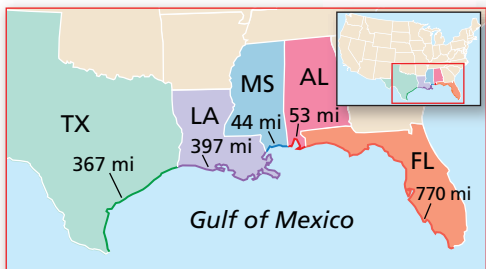 AL
MS
TX
LA
44 mi
53 mi
397 mi
367 mi
FL
770 mi
Gulf of Mexico